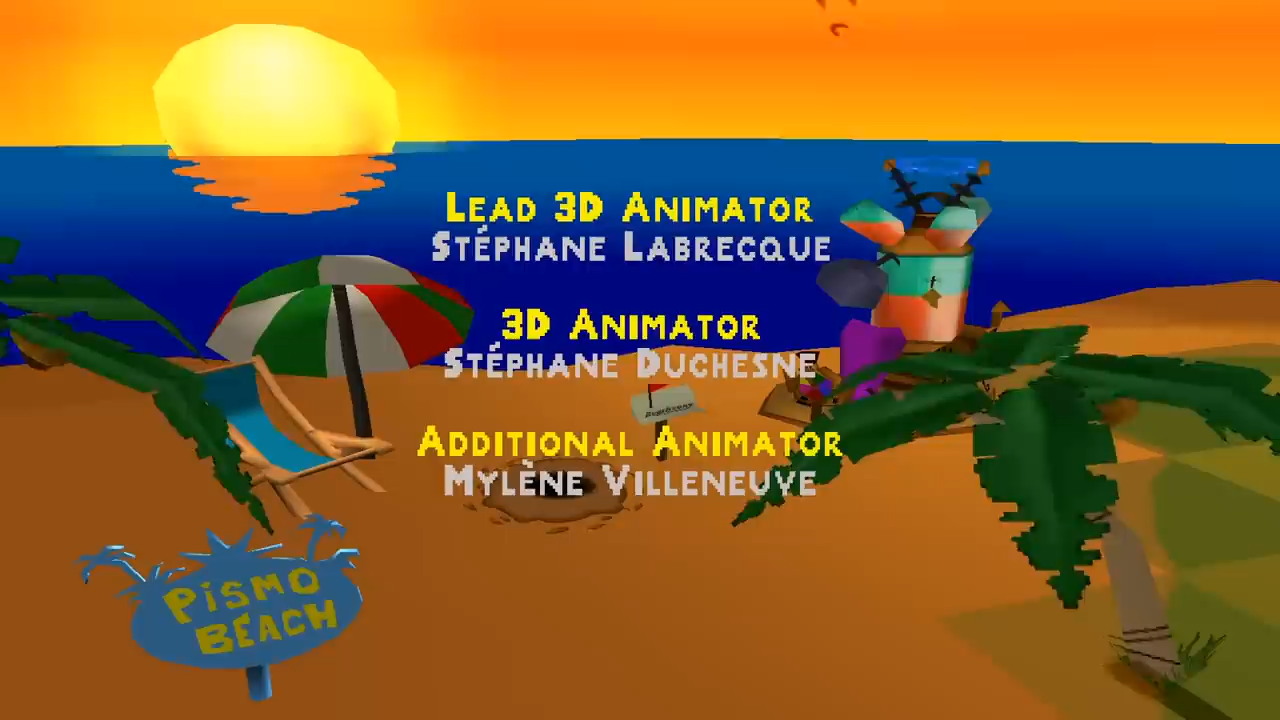 Lead 3D Animator
Stéphane Labrecque
3D Animator
Stéphane Duchesne
Additional Animator
Mylène Villeneuve
PiSMO
BEACH